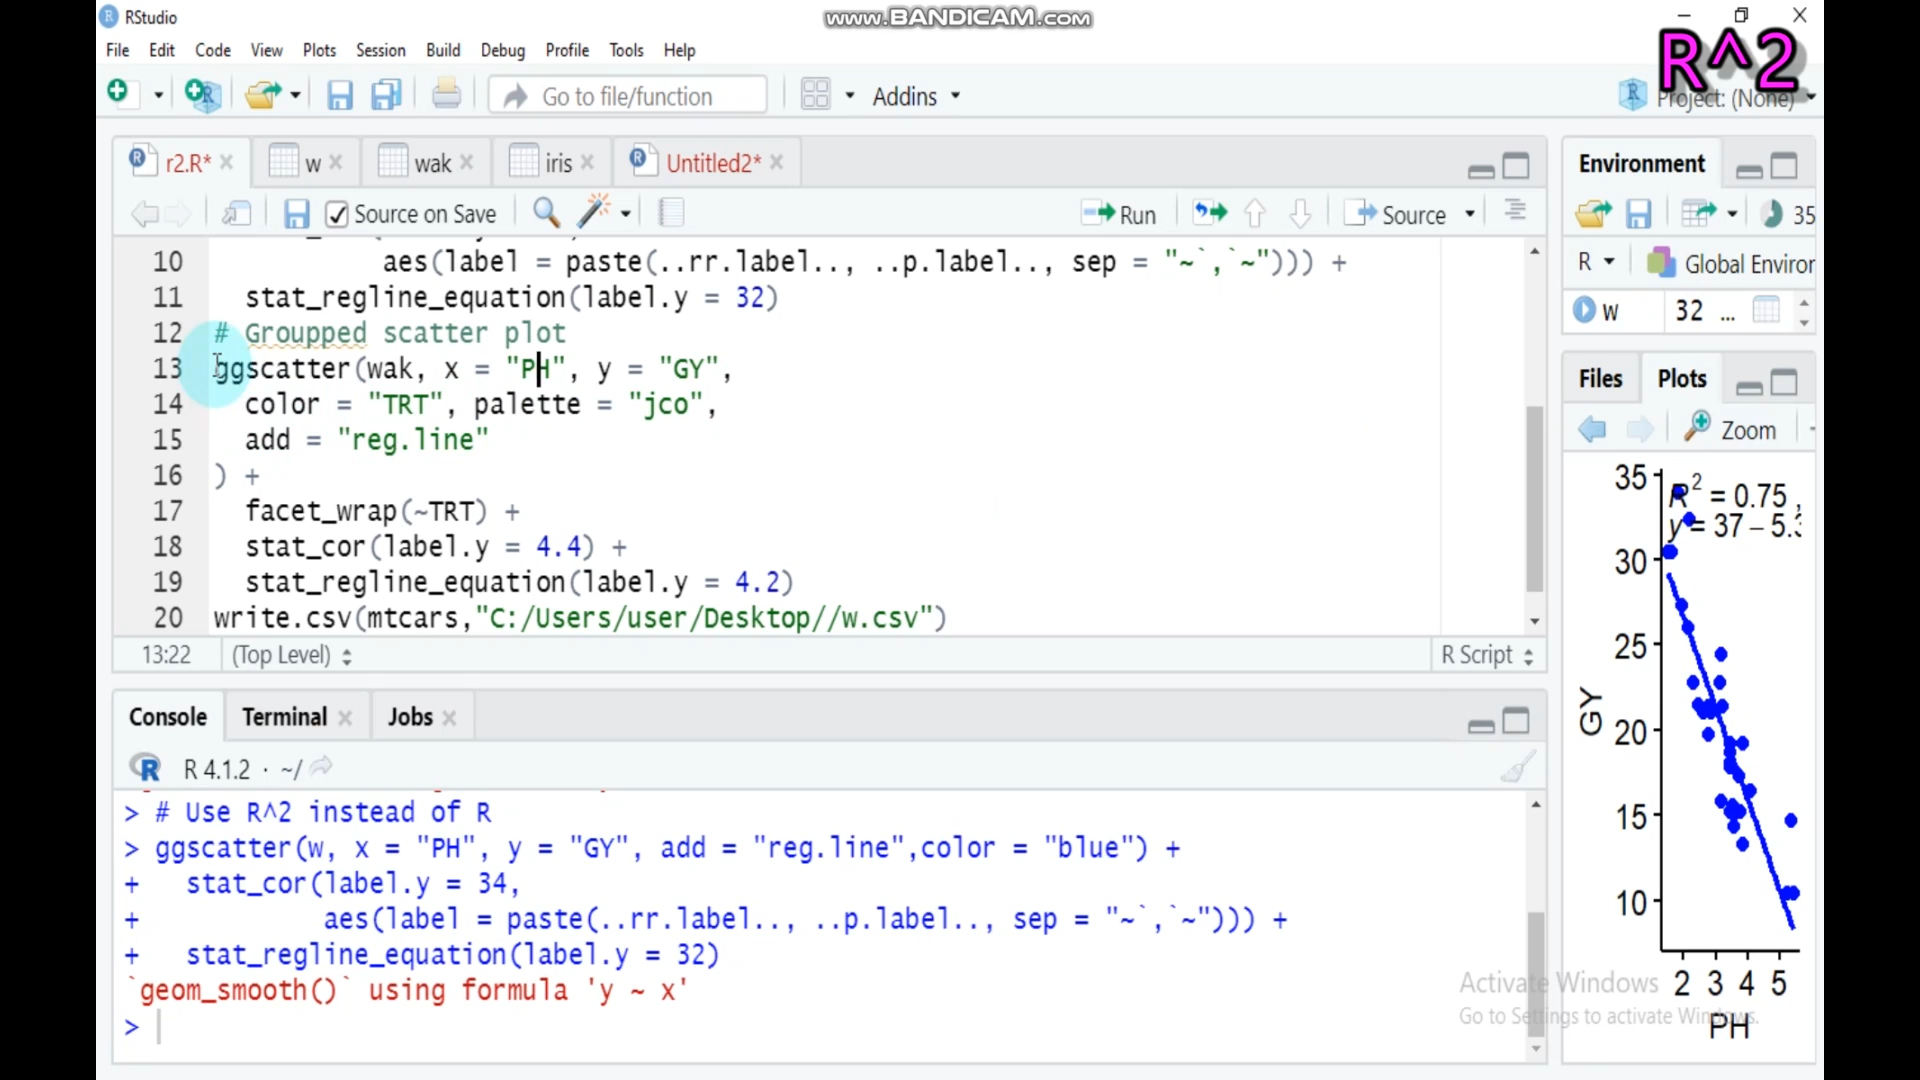 RStudio
www.BANDICAM.com
R^2
File Edit Code View Plots Session Build Debug Profile Tools Help
Go to file/function Addins Project: (None)
r2.R* w wak iris Untitled2*
Source on Save Run Source
10 aes(label = paste(..rr.label.., ..p.label.., sep = "~`,`~"))) +
11 stat_regline_equation(label.y = 32)
12 # Groupped scatter plot
13 ggscatter(wak, x = "PH", y = "GY",
14 color = "TRT", palette = "jco",
15 add = "reg.line"
16 ) +
17 facet_wrap(~TRT) +
18 stat_cor(label.y = 4.4) +
19 stat_regline_equation(label.y = 4.2)
20 write.csv(mtcars,"C:/Users/user/Desktop//w.csv")
13:22 (Top Level) R Script
Console Terminal Jobs
R 4.1.2 · ~/
> # Use R^2 instead of R
> ggscatter(w, x = "PH", y = "GY", add = "reg.line",color = "blue") +
+ stat_cor(label.y = 34,
+ aes(label = paste(..rr.label.., ..p.label.., sep = "~`,`~"))) +
+ stat_regline_equation(label.y = 32)
`geom_smooth()` using formula 'y ~ x'
>
Environment
35
R Global Enviror
w 32 ...
Files Plots
Zoom
R2 = 0.75 ,
y = 37 – 5.3
35
30
25
20
15
10
GY
2 3 4 5
PH
Activate Windows
Go to Settings to activate Windows.